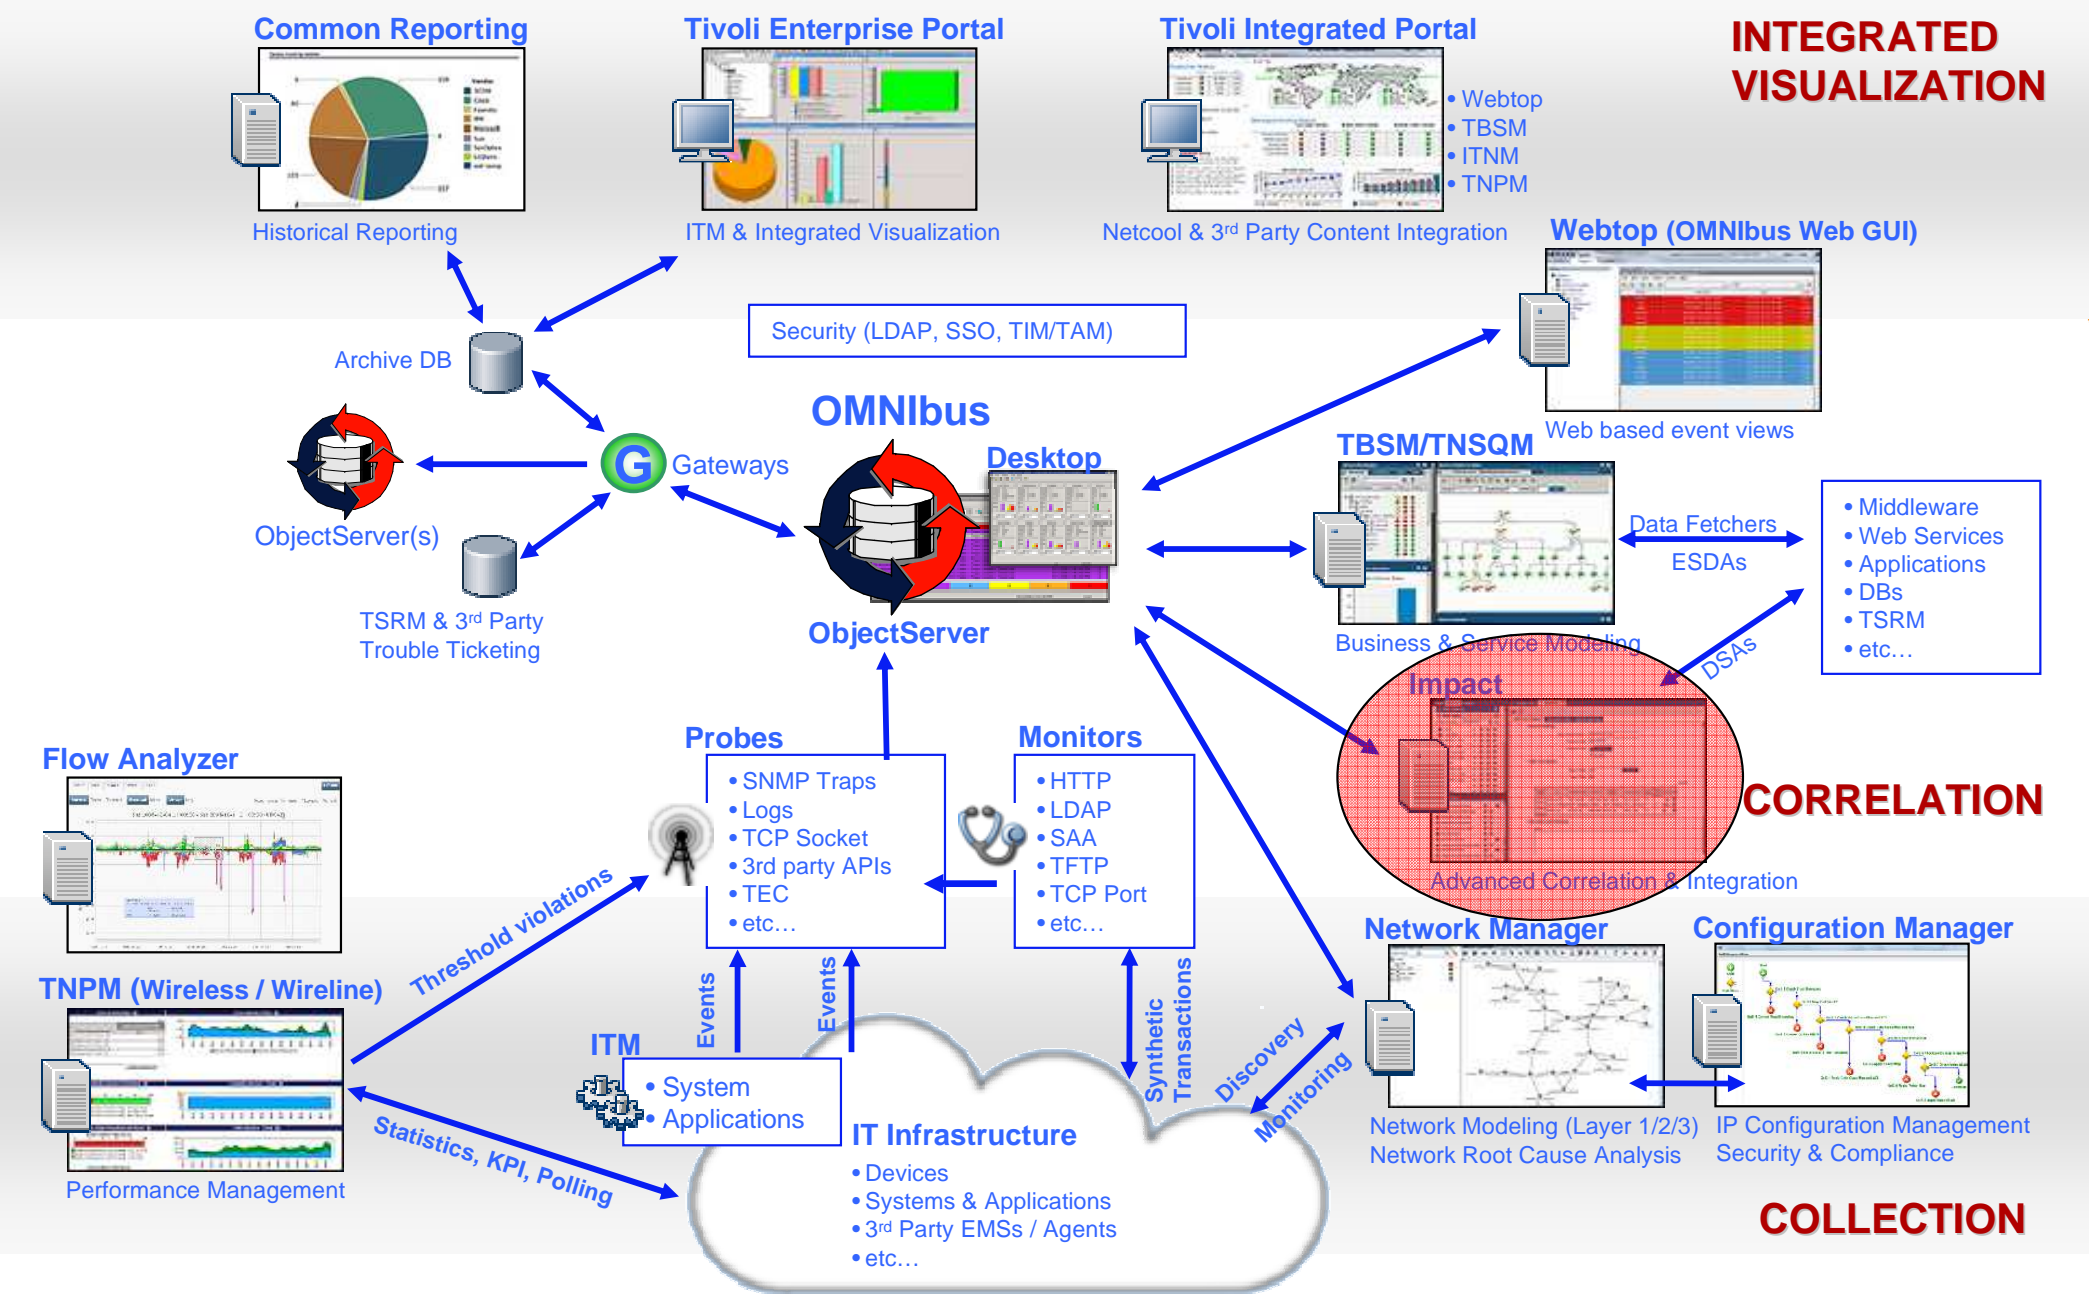 Common Reporting
Historical Reporting
Tivoli Enterprise Portal
ITM & Integrated Visualization
Tivoli Integrated Portal
• Webtop
• TBSM
• ITNM
• TNPM
Netcool & 3rd Party Content Integration
INTEGRATED
VISUALIZATION
Webtop (OMNIbus Web GUI)
Web based event views
Security (LDAP, SSO, TIM/TAM)
Archive DB
OMNIbus
Desktop
ObjectServer
G
Gateways
ObjectServer(s)
TSRM & 3rd Party
Trouble Ticketing
TBSM/TNSQM
Business & Service Modeling
Data Fetchers
ESDAs
• Middleware
• Web Services
• Applications
• DBs
• TSRM
• etc…
DSAs
Impact
Advanced Correlation & Integration
CORRELATION
Flow Analyzer
Probes
• SNMP Traps
• Logs
• TCP Socket
• 3rd party APIs
• TEC
• etc…
Monitors
• HTTP
• LDAP
• SAA
• TFTP
• TCP Port
• etc…
Threshold violations
TNPM (Wireless / Wireline)
Performance Management
Statistics, KPI, Polling
Events
Events
Synthetic
Transactions
Discovery
Monitoring
ITM
• System
• Applications
IT Infrastructure
• Devices
• Systems & Applications
• 3rd Party EMSs / Agents
• etc…
Network Manager
Network Modeling (Layer 1/2/3)
Network Root Cause Analysis
Configuration Manager
IP Configuration Management
Security & Compliance
COLLECTION